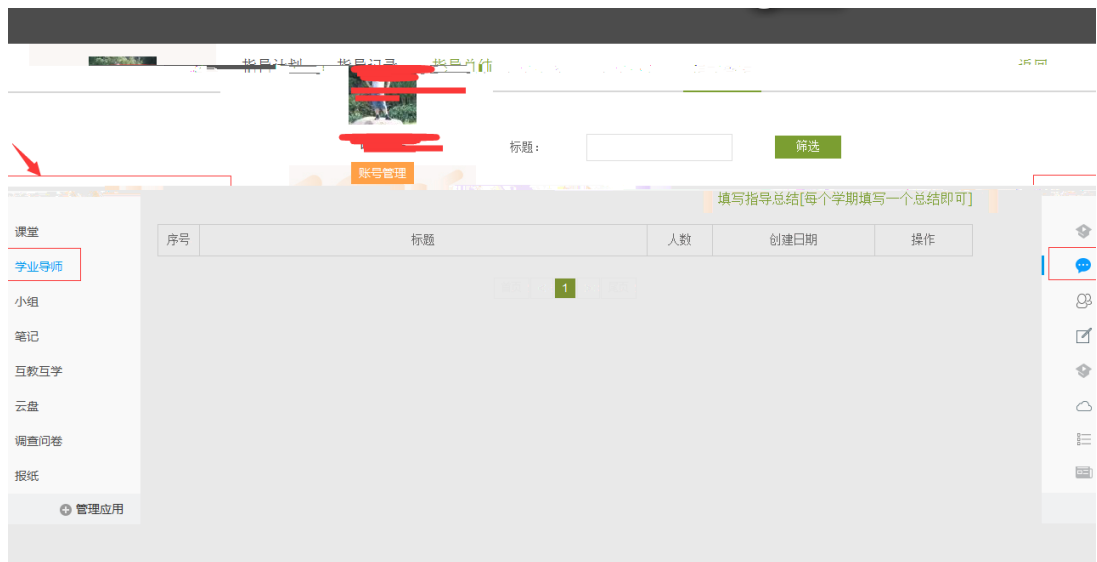 指导计划 指导记录 指导总结 返回
标题： 筛选
账号管理
填写指导总结[每个学期填写一个总结即可]
课堂
序号 标题 人数 创建日期 操作
学业导师
1
小组
笔记
互教互学
云盘
调查问卷
报纸
管理应用